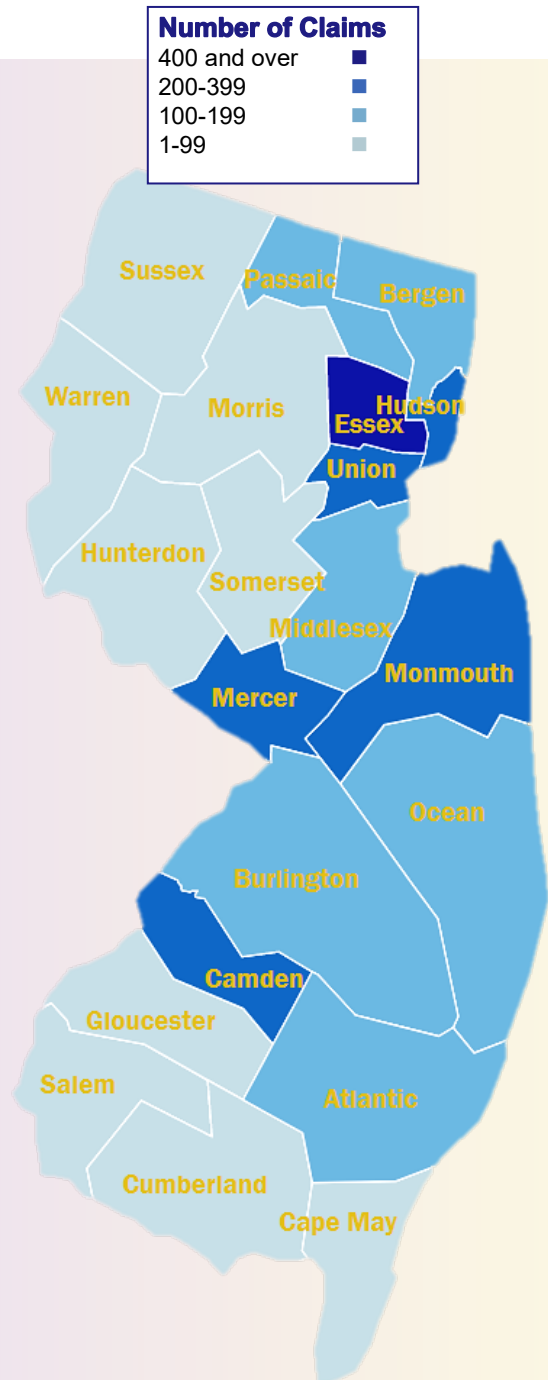 Number of Claims
400 and over
200-399
100-199
1-99
Sussex
Passaic
Bergen
Warren
Morris
Hudson
Essex
Union
Hunterdon
Somerset
Middlesex
Monmouth
Mercer
Ocean
Burlington
Camden
Gloucester
Salem
Atlantic
Cumberland
Cape May